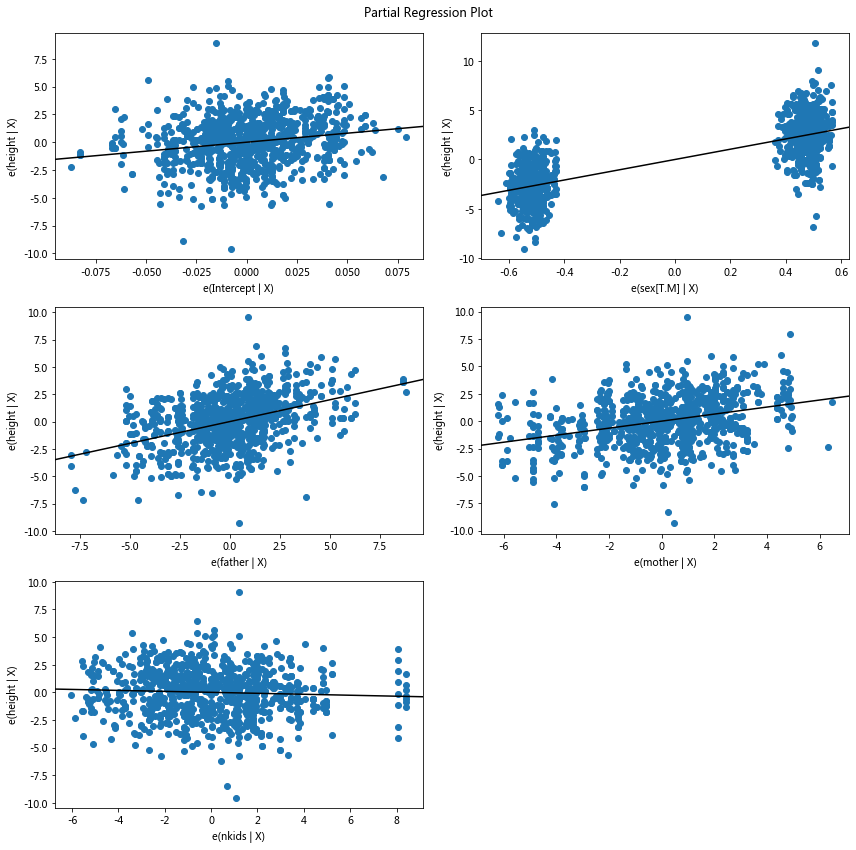 Partial Regression Plot
7.5
5.0
2.5
0.0
-2.5
-5.0
-7.5
-10.0
e(height | X)
-0.075 -0.050 -0.025 0.000 0.025 0.050 0.075
e(Intercept | X)
10
5
0
-5
-10
e(height | X)
-0.6 -0.4 -0.2 0.0 0.2 0.4 0.6
e(sex[T.M] | X)
10.0
7.5
5.0
2.5
0.0
-2.5
-5.0
-7.5
-10.0
e(height | X)
-7.5 -5.0 -2.5 0.0 2.5 5.0 7.5
e(father | X)
10.0
7.5
5.0
2.5
0.0
-2.5
-5.0
-7.5
-10.0
e(height | X)
-6 -4 -2 0 2 4 6
e(mother | X)
10.0
7.5
5.0
2.5
0.0
-2.5
-5.0
-7.5
-10.0
e(height | X)
-6 -4 -2 0 2 4 6 8
e(nkids | X)